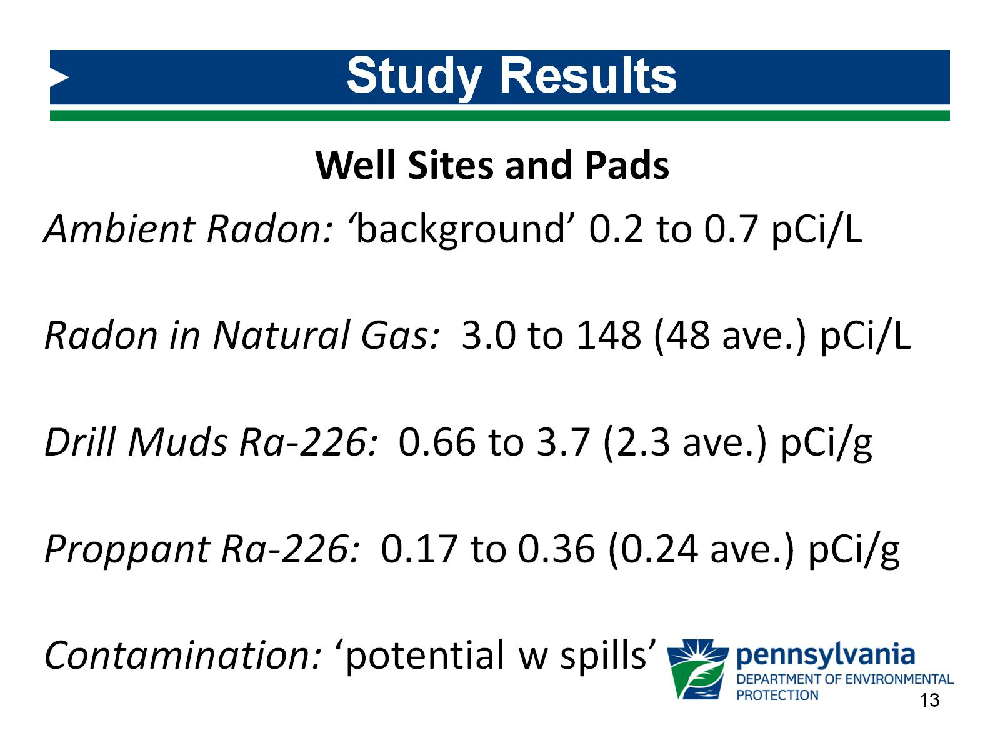 Study Results
Well Sites and Pads
Ambient Radon: ‘background’ 0.2 to 0.7 pCi/L
Radon in Natural Gas: 3.0 to 148 (48 ave.) pCi/L
Drill Muds Ra-226: 0.66 to 3.7 (2.3 ave.) pCi/g
Proppant Ra-226: 0.17 to 0.36 (0.24 ave.) pCi/g
Contamination: ‘potential w spills’
pennsylvania
DEPARTMENT OF ENVIRONMENTAL
PROTECTION
13